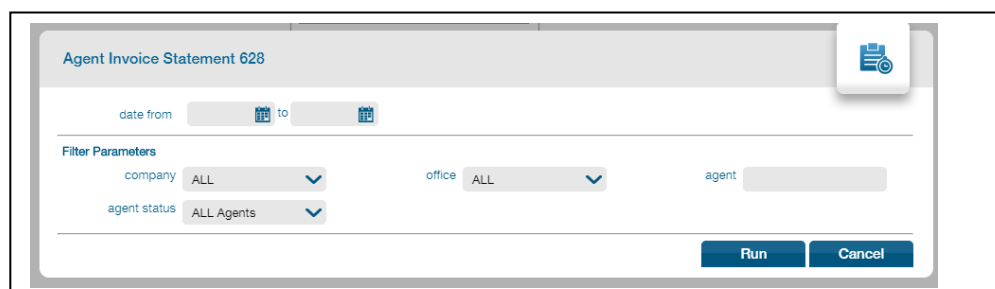 Agent Invoice Statement 628
date from to
Filter Parameters
company ALL office ALL agent
agent status ALL Agents
Run Cancel